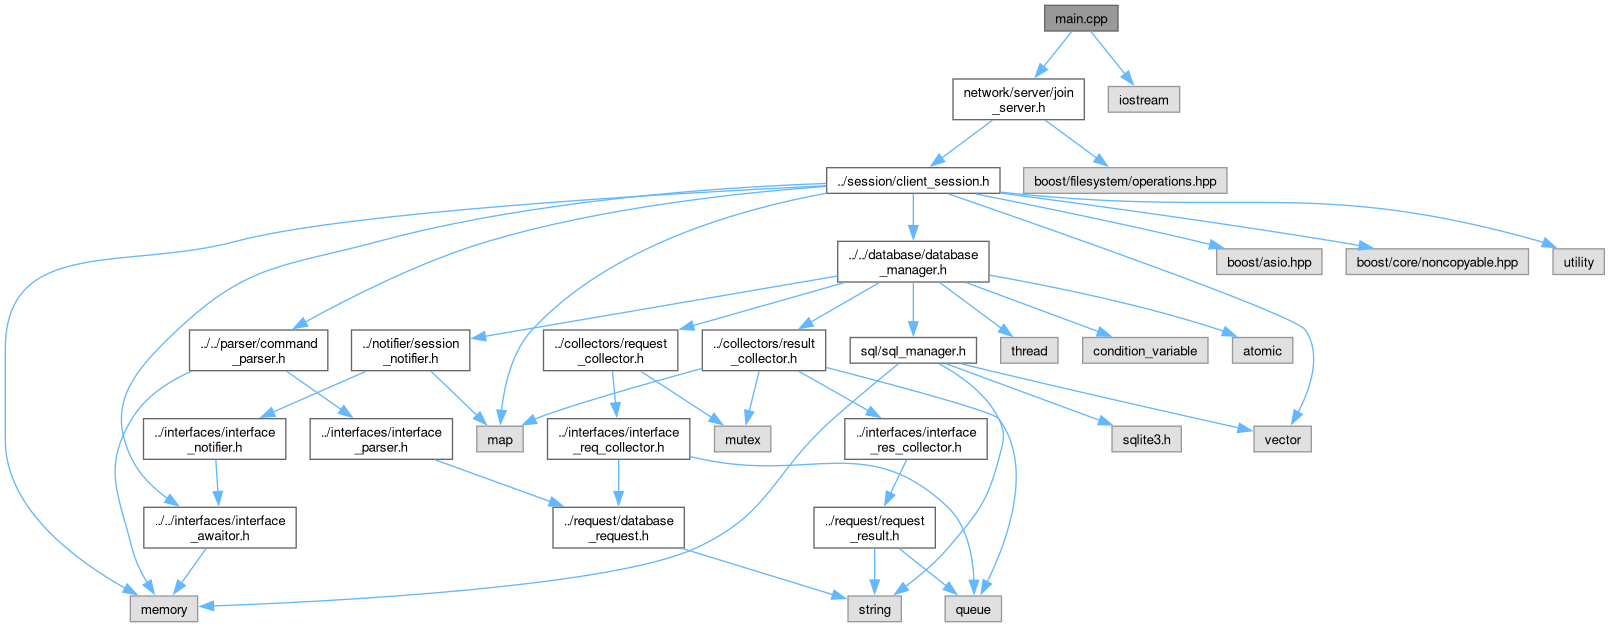 main.cpp
network/server/join
_server.h
iostream
../session/client_session.h
boost/filesystem/operations.hpp
../../database/database
_manager.h
boost/asio.hpp
boost/core/noncopyable.hpp
utility
../../parser/command
_parser.h
../notifier/session
_notifier.h
../collectors/request
_collector.h
../collectors/result
_collector.h
sql/sql_manager.h
thread
condition_variable
atomic
../interfaces/interface
_notifier.h
../interfaces/interface
_parser.h
map
../interfaces/interface
_req_collector.h
mutex
../interfaces/interface
_res_collector.h
sqlite3.h
vector
../../interfaces/interface
_awaitor.h
../request/database
_request.h
../request/request
_result.h
memory
string
queue